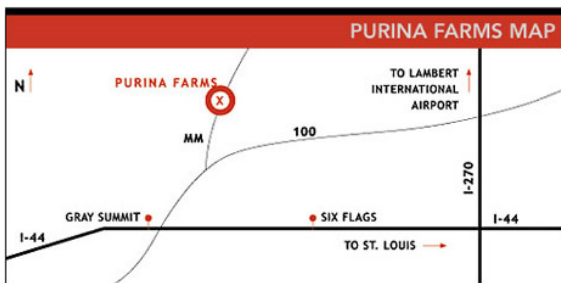 PURINA FARMS MAP
N
PURINA FARMS
X
TO LAMBERT
INTERNATIONAL
AIRPORT
MM
100
I-270
GRAY SUMMIT
SIX FLAGS
I-44
I-44
TO ST. LOUIS